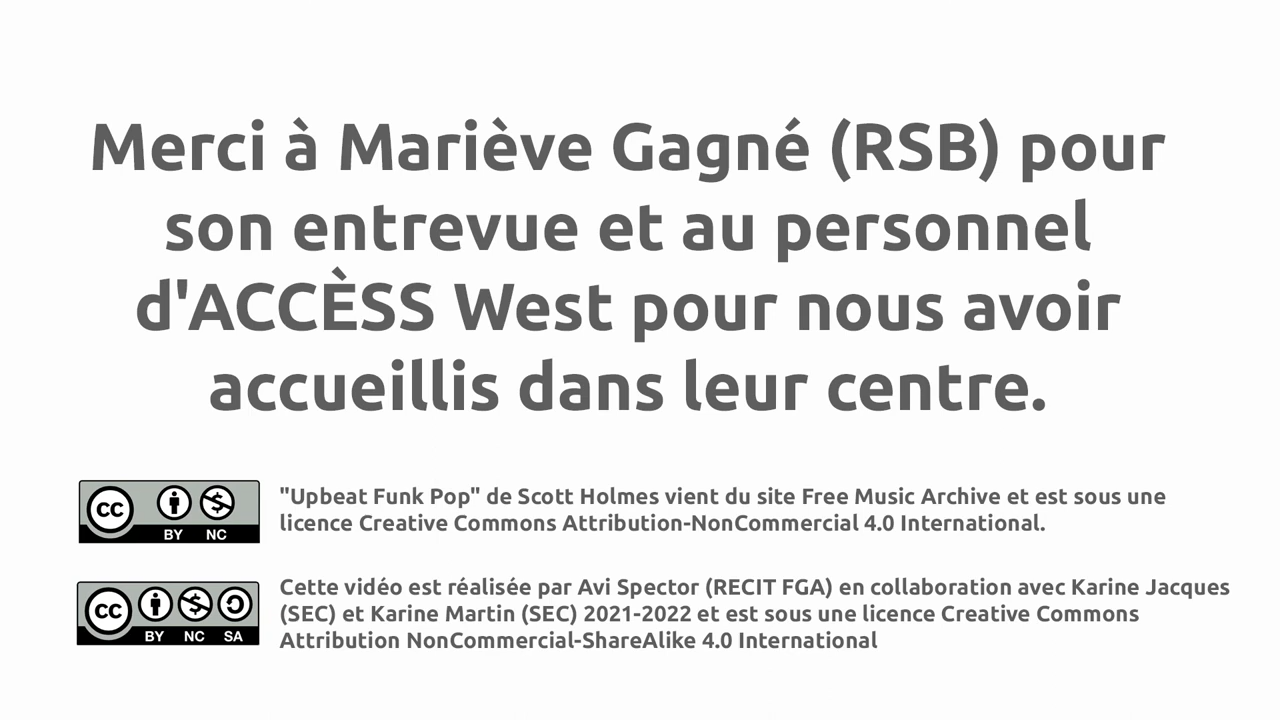 Merci à Mariève Gagné (RSB) pour
son entrevue et au personnel
d'ACCÈSS West pour nous avoir
accueillis dans leur centre.
cc BY NC
"Upbeat Funk Pop" de Scott Holmes vient du site Free Music Archive et est sous une
licence Creative Commons Attribution-NonCommercial 4.0 International.
cc BY NC SA
Cette vidéo est réalisée par Avi Spector (RECIT FGA) en collaboration avec Karine Jacques
(SEC) et Karine Martin (SEC) 2021-2022 et est sous une licence Creative Commons
Attribution NonCommercial-ShareAlike 4.0 International